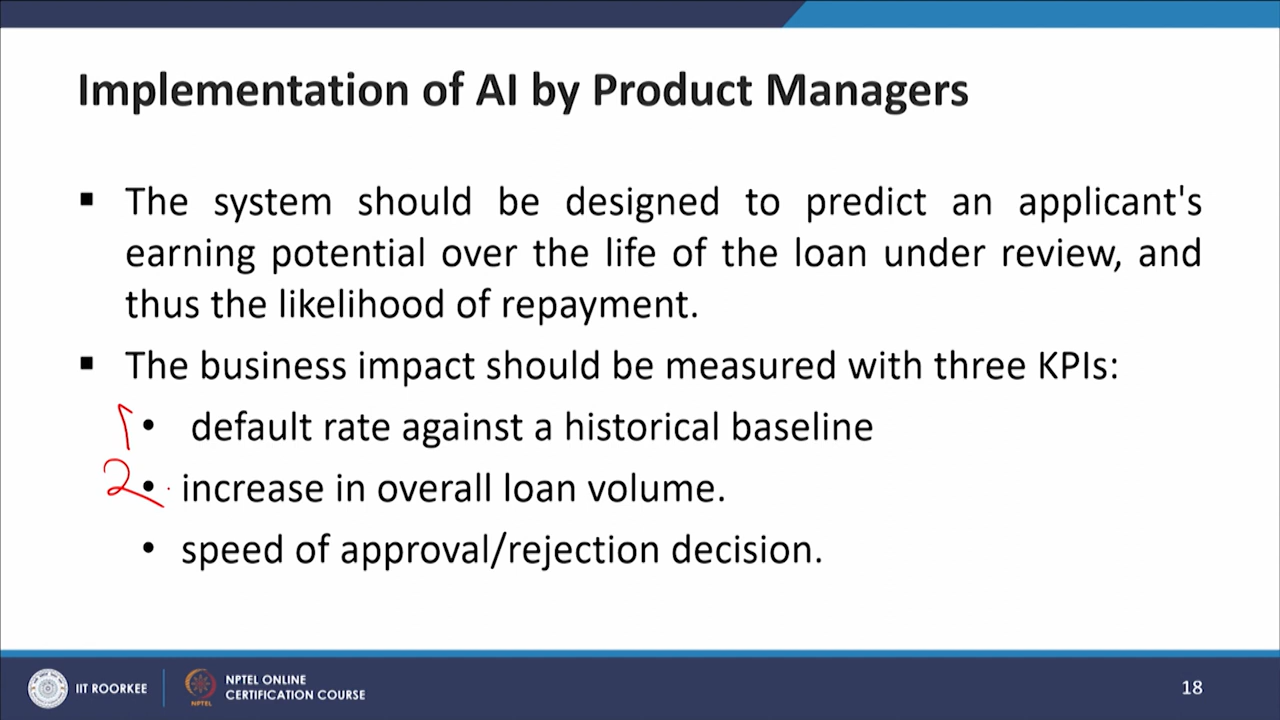 Implementation of AI by Product Managers
▪ The system should be designed to predict an applicant's
earning potential over the life of the loan under review, and
thus the likelihood of repayment.
▪ The business impact should be measured with three KPIs:
1 • default rate against a historical baseline
2 • increase in overall loan volume.
• speed of approval/rejection decision.
IIT ROORKEE
NPTEL
NPTEL ONLINE
CERTIFICATION COURSE
18